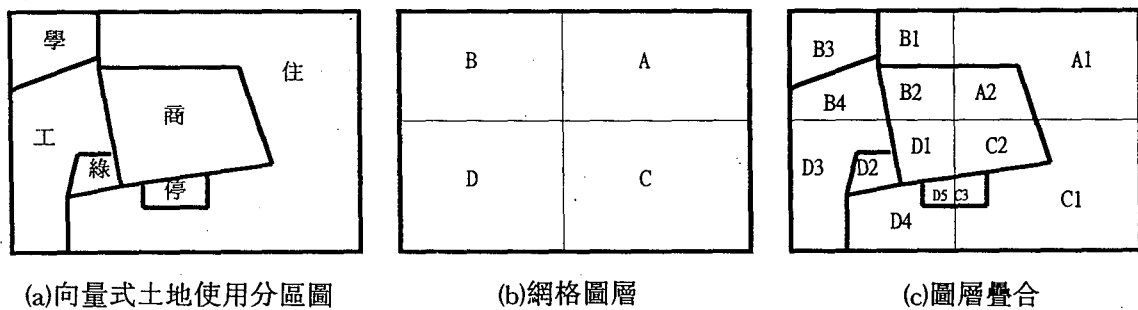 學
住
商
工
綠
停
(a)向量式土地使用分區圖
B A
D C
(b)網格圖層
B3 B1 A1
B4 B2 A2
D3 D2 D1 C2
D5 C3
D4 C1
(c)圖層疊合